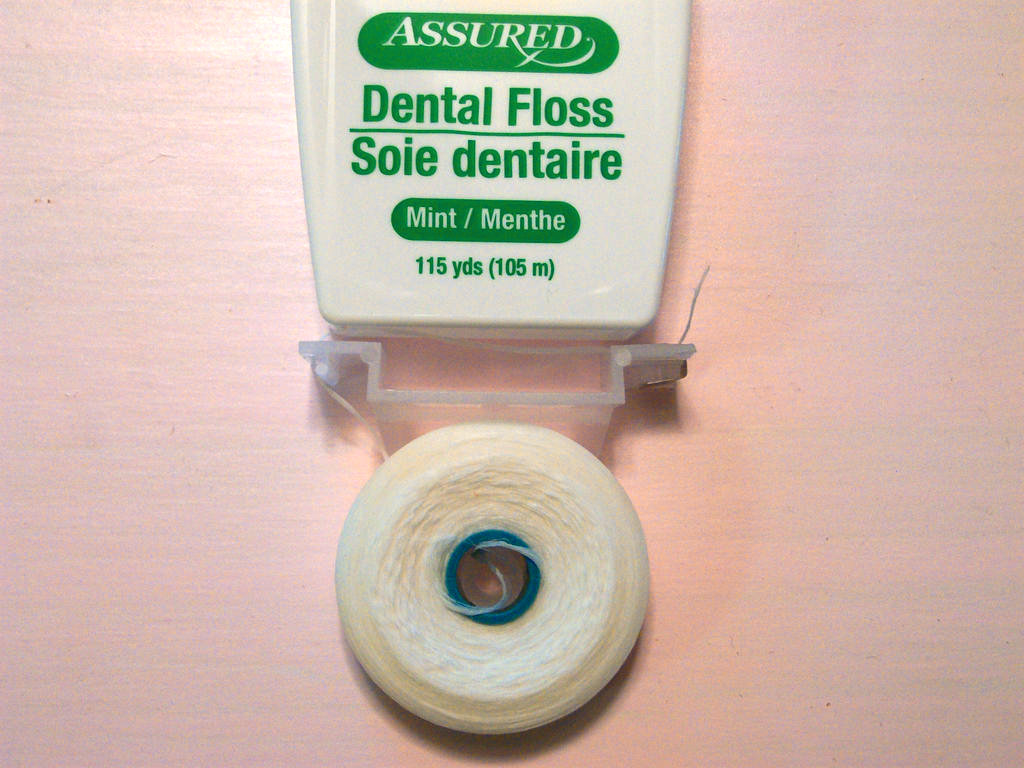 ASSURED
Dental Floss
Soie dentaire
Mint / Menthe
115 yds (105 m)